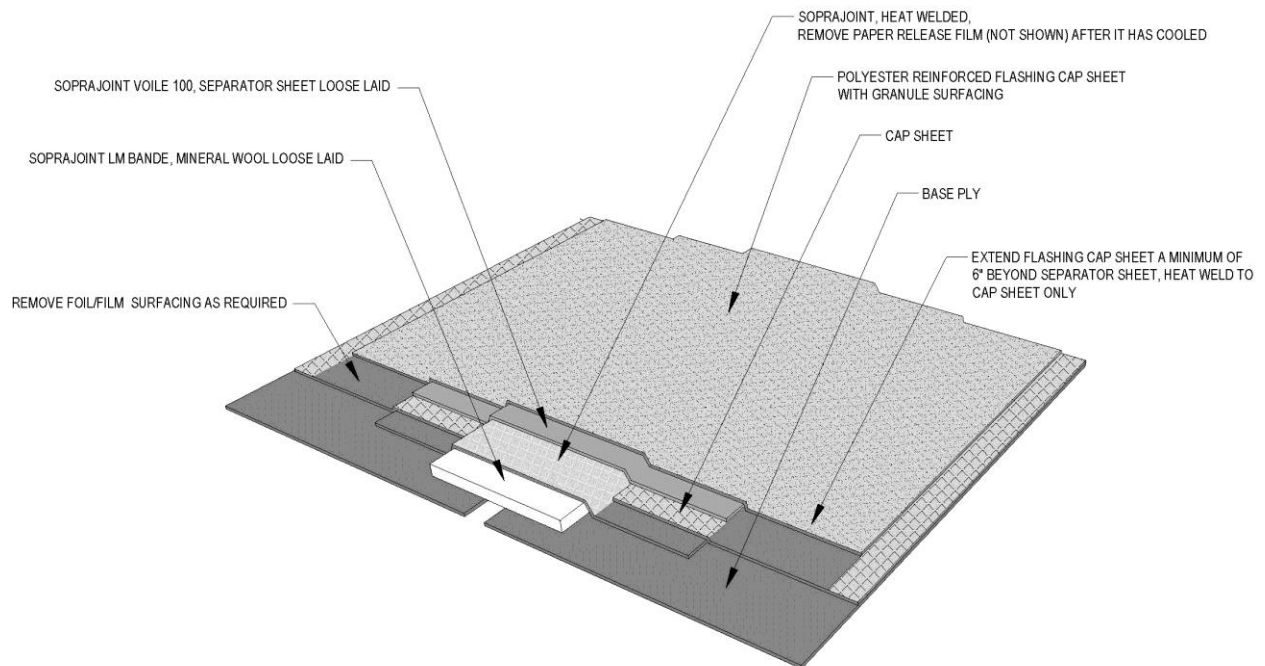 SOPRAJOINT, HEAT WELDED,
REMOVE PAPER RELEASE FILM (NOT SHOWN) AFTER IT HAS COOLED
SOPRAJOINT VOILE 100, SEPARATOR SHEET LOOSE LAID
POLYESTER REINFORCED FLASHING CAP SHEET
WITH GRANULE SURFACING
SOPRAJOINT LM BANDE, MINERAL WOOL LOOSE LAID
CAP SHEET
BASE PLY
EXTEND FLASHING CAP SHEET A MINIMUM OF
6" BEYOND SEPARATOR SHEET, HEAT WELD TO
CAP SHEET ONLY
REMOVE FOIL/FILM SURFACING AS REQUIRED